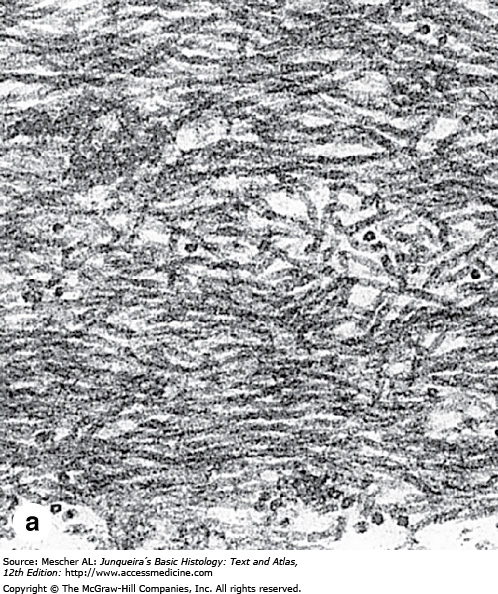 a
Source: Mescher AL: Junqueira´s Basic Histology: Text and Atlas,
12th Edition: http://www.accessmedicine.com
Copyright © The McGraw-Hill Companies, Inc. All rights reserved.